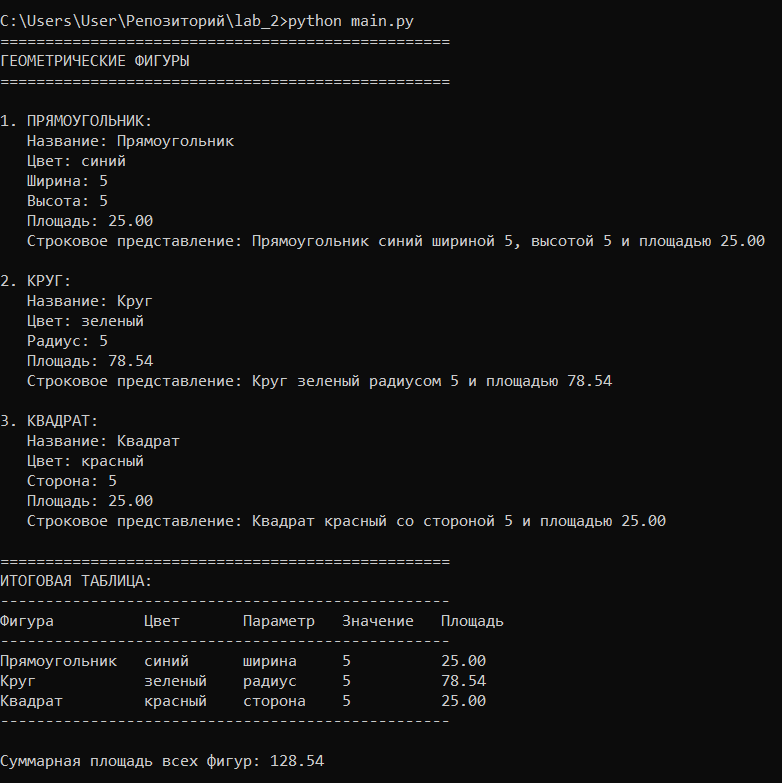 C:\Users\User\Репозиторий\lab_2>python main.py
==================================================
ГЕОМЕТРИЧЕСКИЕ ФИГУРЫ
==================================================
1. ПРЯМОУГОЛЬНИК:
Название: Прямоугольник
Цвет: синий
Ширина: 5
Высота: 5
Площадь: 25.00
Строковое представление: Прямоугольник синий шириной 5, высотой 5 и площадью 25.00
2. КРУГ:
Название: Круг
Цвет: зеленый
Радиус: 5
Площадь: 78.54
Строковое представление: Круг зеленый радиусом 5 и площадью 78.54
3. КВАДРАТ:
Название: Квадрат
Цвет: красный
Сторона: 5
Площадь: 25.00
Строковое представление: Квадрат красный со стороной 5 и площадью 25.00
==================================================
ИТОГОВАЯ ТАБЛИЦА:
--------------------------------------------------
Фигура          Цвет       Параметр   Значение   Площадь
--------------------------------------------------
Прямоугольник   синий      ширина     5          25.00
Круг            зеленый    радиус     5          78.54
Квадрат         красный    сторона    5          25.00
--------------------------------------------------
Суммарная площадь всех фигур: 128.54